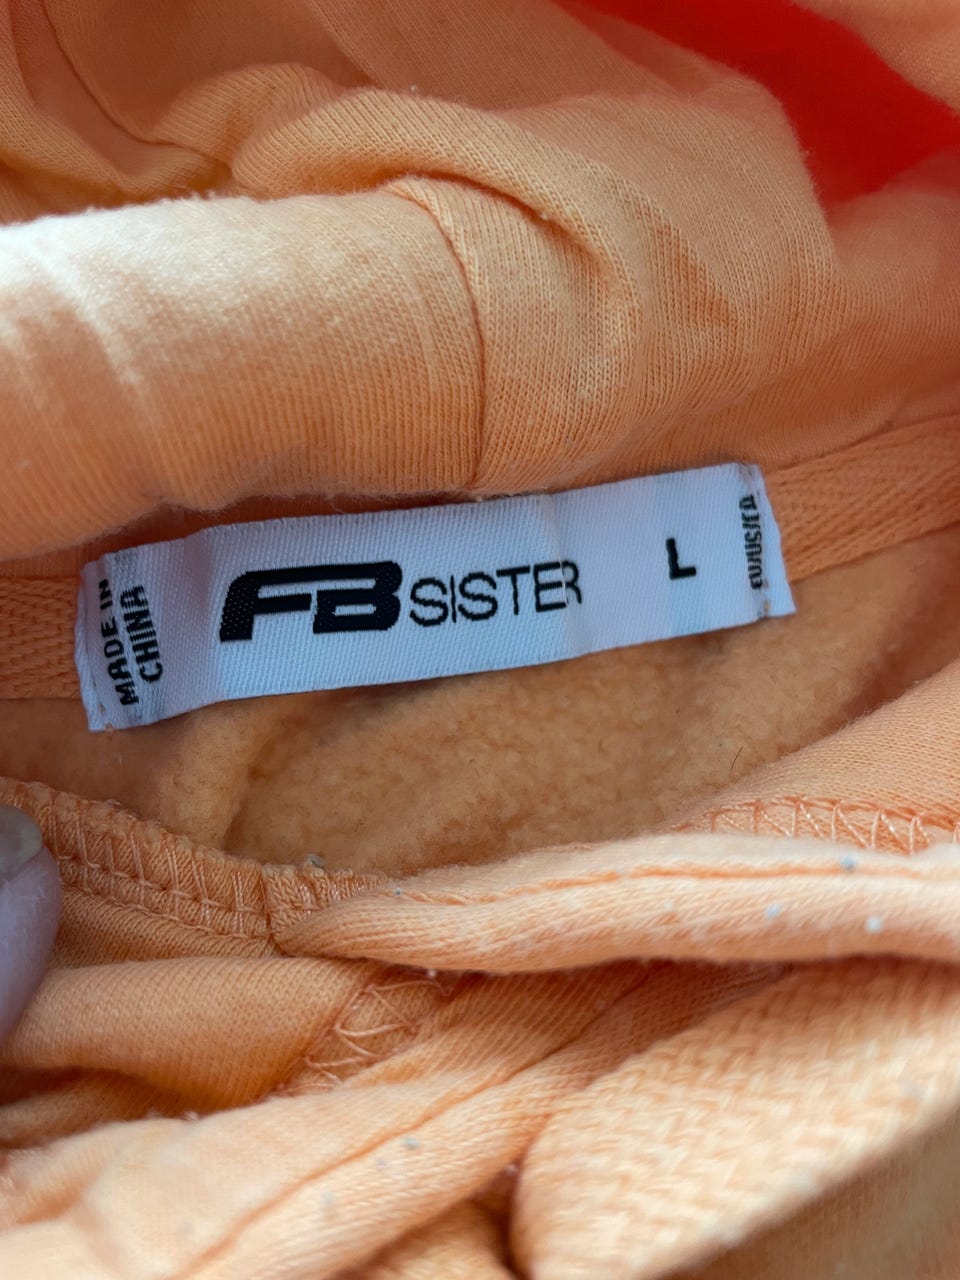 MADE IN
CHINA
FB SISTER
L
EU/US/CA